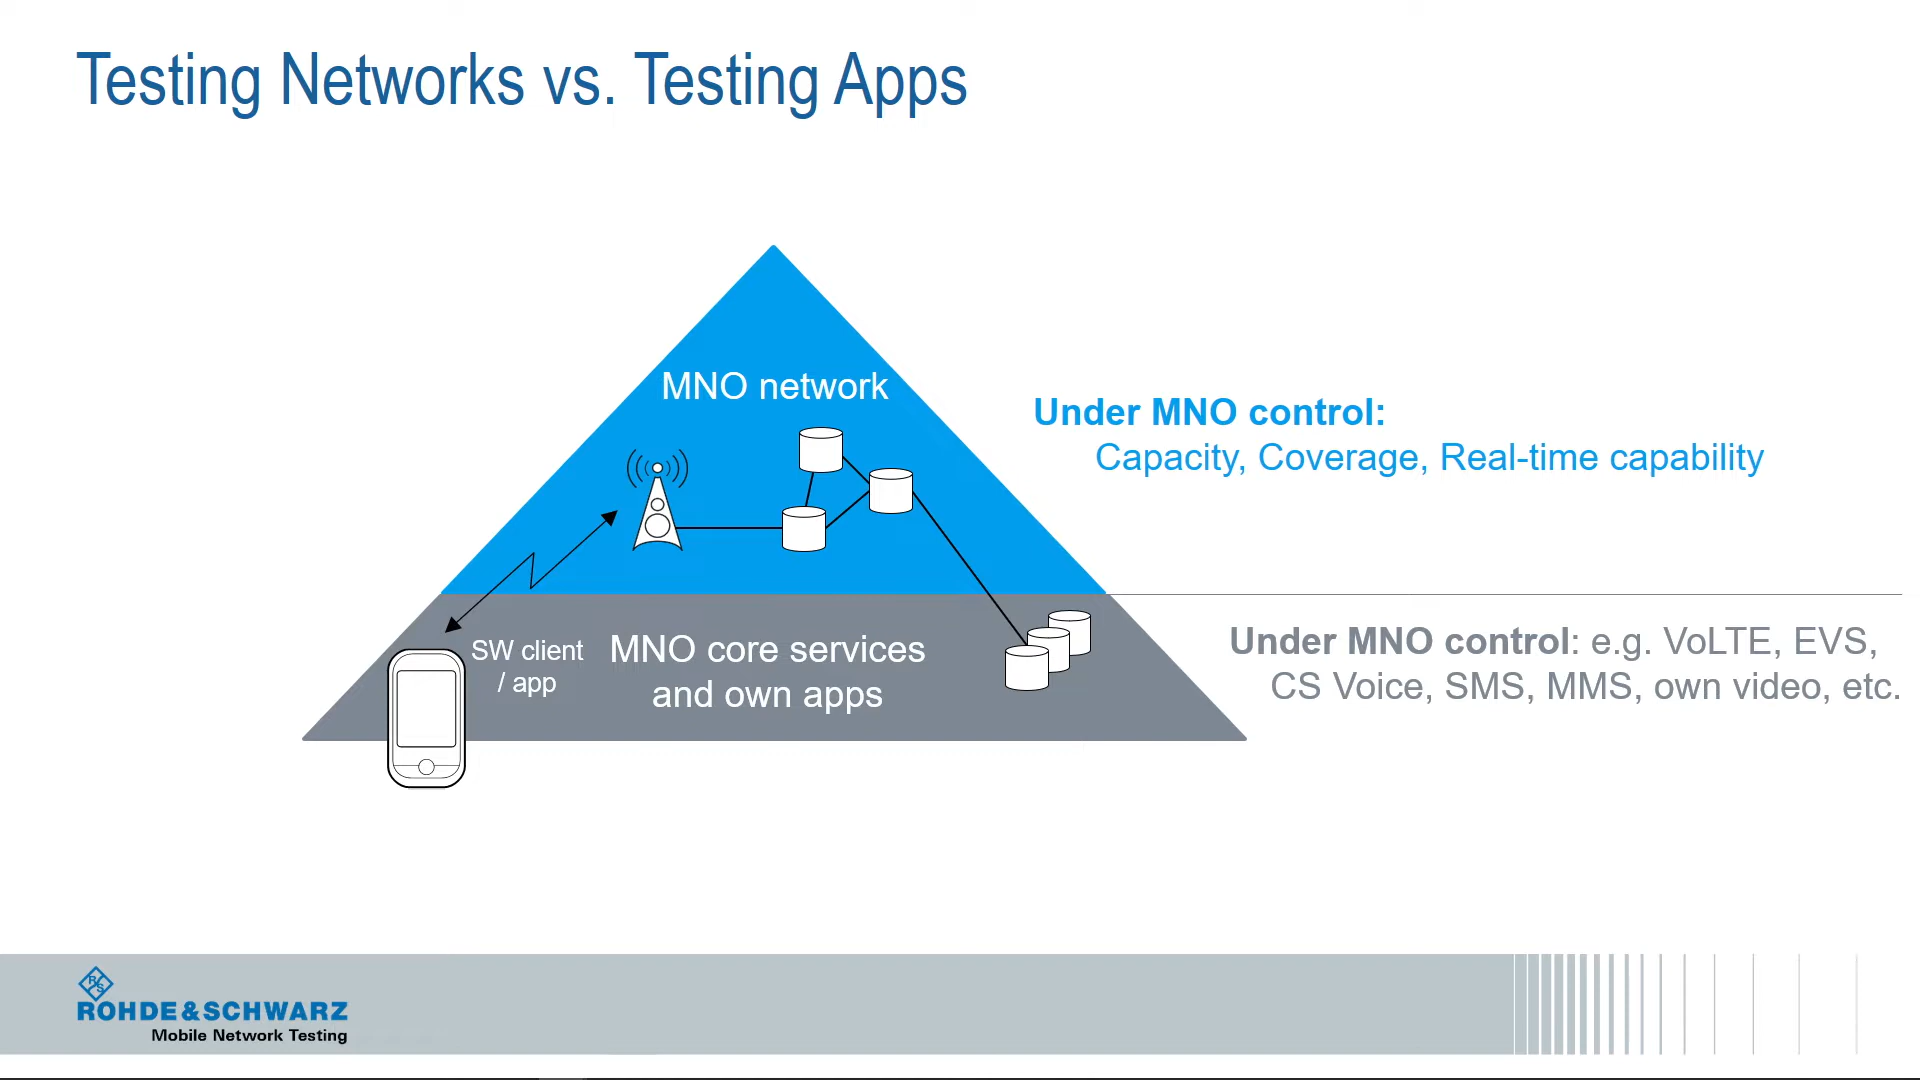 Testing Networks vs. Testing Apps
MNO network
Under MNO control:
Capacity, Coverage, Real-time capability
SW client
/ app
MNO core services
and own apps
Under MNO control: e.g. VoLTE, EVS,
CS Voice, SMS, MMS, own video, etc.
R&S
ROHDE&SCHWARZ
Mobile Network Testing